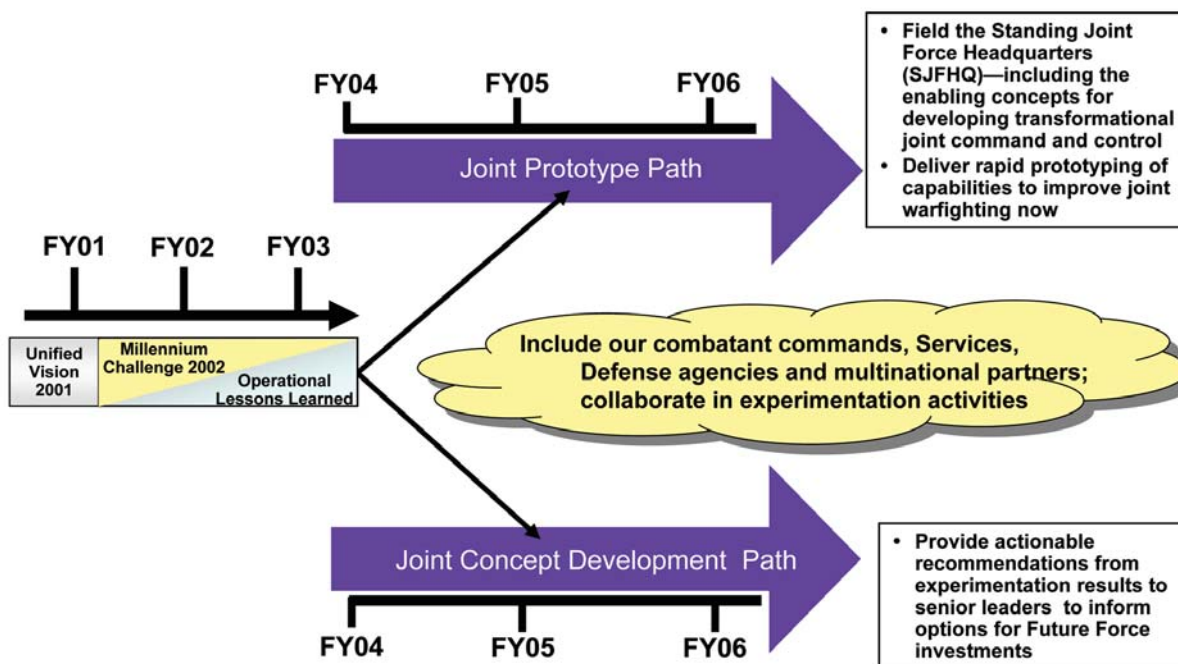 FY04
FY05
FY06
Joint Prototype Path
• Field the Standing Joint
Force Headquarters
(SJFHQ)—including the
enabling concepts for
developing transformational
joint command and control
• Deliver rapid prototyping of
capabilities to improve joint
warfighting now
FY01
FY02
FY03
Unified
Vision
2001
Millennium
Challenge 2002
Operational
Lessons Learned
Include our combatant commands, Services,
Defense agencies and multinational partners;
collaborate in experimentation activities
Joint Concept Development Path
FY04
FY05
FY06
• Provide actionable
recommendations from
experimentation results to
senior leaders to inform
options for Future Force
investments